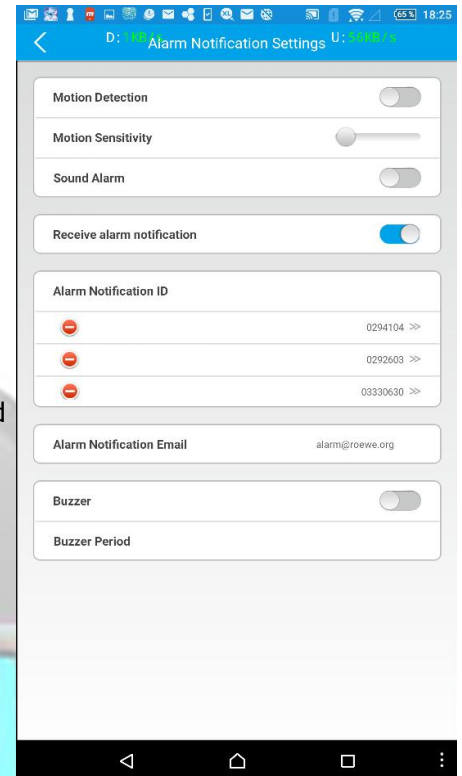 65% 18:25
D: 1KB/s Alarm Notification Settings U: 56KB/s
Motion Detection
Motion Sensitivity
Sound Alarm
Receive alarm notification
Alarm Notification ID
0294104 >>
0292603 >>
03330630 >>
Alarm Notification Email alarm@roewe.org
Buzzer
Buzzer Period